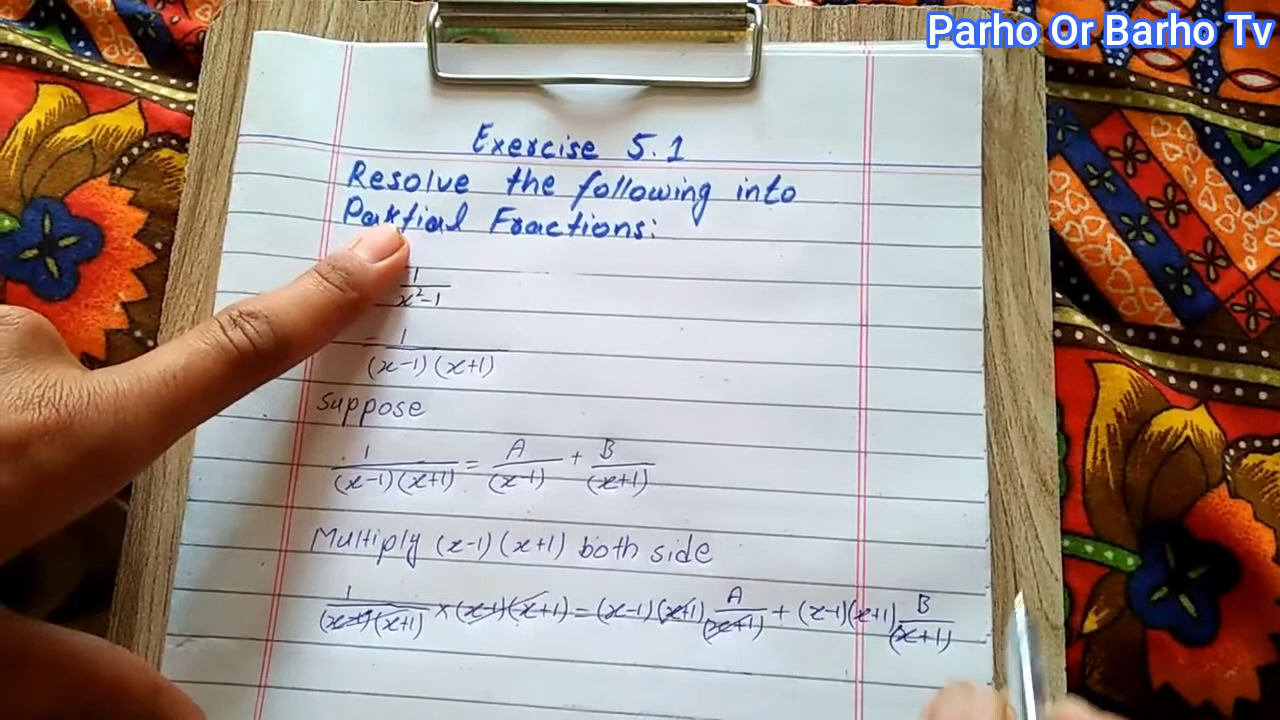 Parho Or Barho Tv
Exercise 5.1
Resolve the following into
Partial Fractions:
1/(x²-1)
= 1/((x-1)(x+1))
Suppose
1/((x-1)(x+1)) = A/(x-1) + B/(x+1)
Multiply (x-1)(x+1) both side
1/((x-1)(x+1)) × (x-1)(x+1) = (x-1)(x+1) A/(x+1) + (x-1)(x+1) B/(x+1)